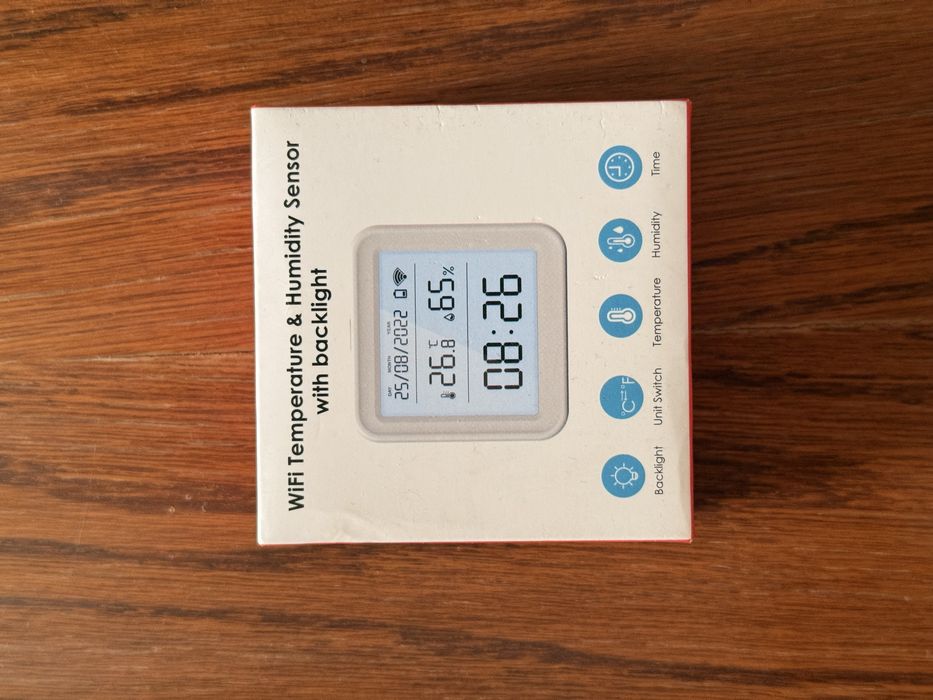 WiFi Temperature & Humidity Sensor
with backlight
DAY MONTH YEAR
25/08/2022
26.8 °C 65%
08:26
°C °F
Backlight Unit Switch Temperature Humidity Time